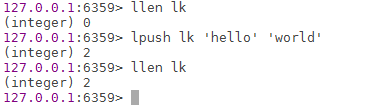 127.0.0.1:6359> llen lk
(integer) 0
127.0.0.1:6359> lpush lk 'hello' 'world'
(integer) 2
127.0.0.1:6359> llen lk
(integer) 2
127.0.0.1:6359>